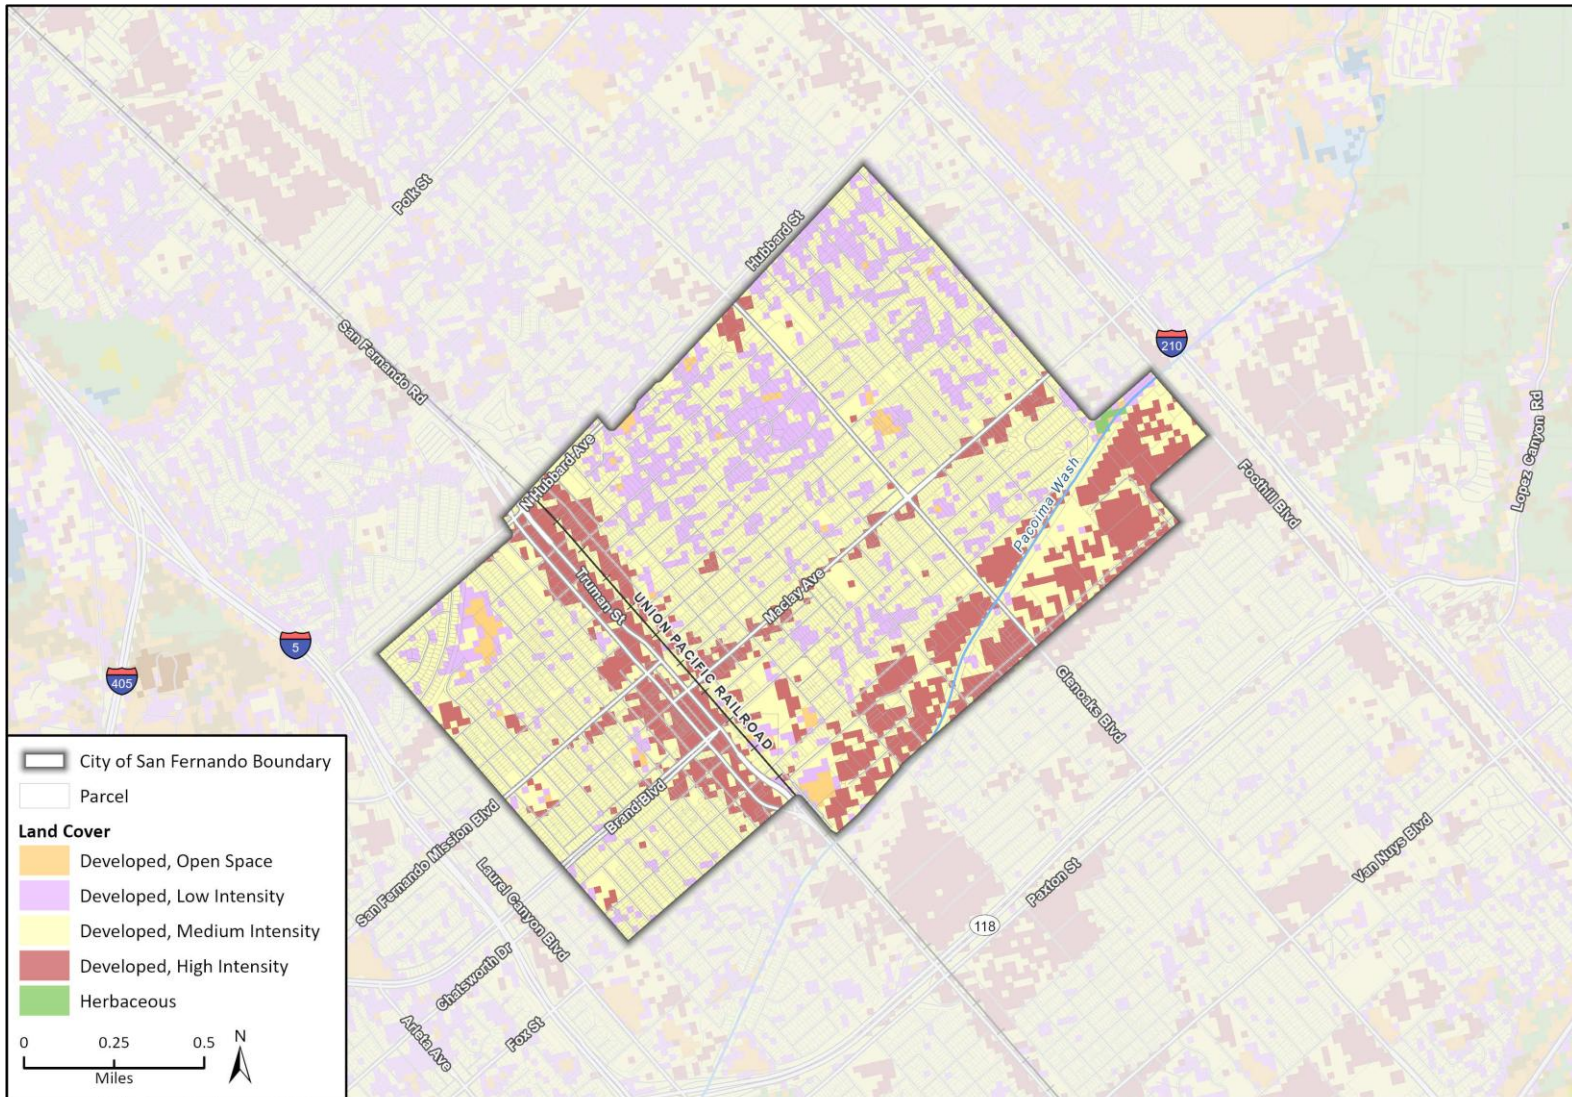 Polk St
Hubbard St
San Fernando Rd
210
N Hubbard Ave
Lopez Canyon Rd
Foothill Blvd
Pacoima Wash
Truman St
Maclay Ave
UNION PACIFIC RAILROAD
5
405
Glenoaks Blvd
Brand Blvd
San Fernando Mission Blvd
Laurel Canyon Blvd
Paxton St
Van Nuys Blvd
118
Chatsworth Dr
Arleta Ave
Fox St
City of San Fernando Boundary
Parcel
Land Cover
Developed, Open Space
Developed, Low Intensity
Developed, Medium Intensity
Developed, High Intensity
Herbaceous
0 0.25 0.5
Miles
N